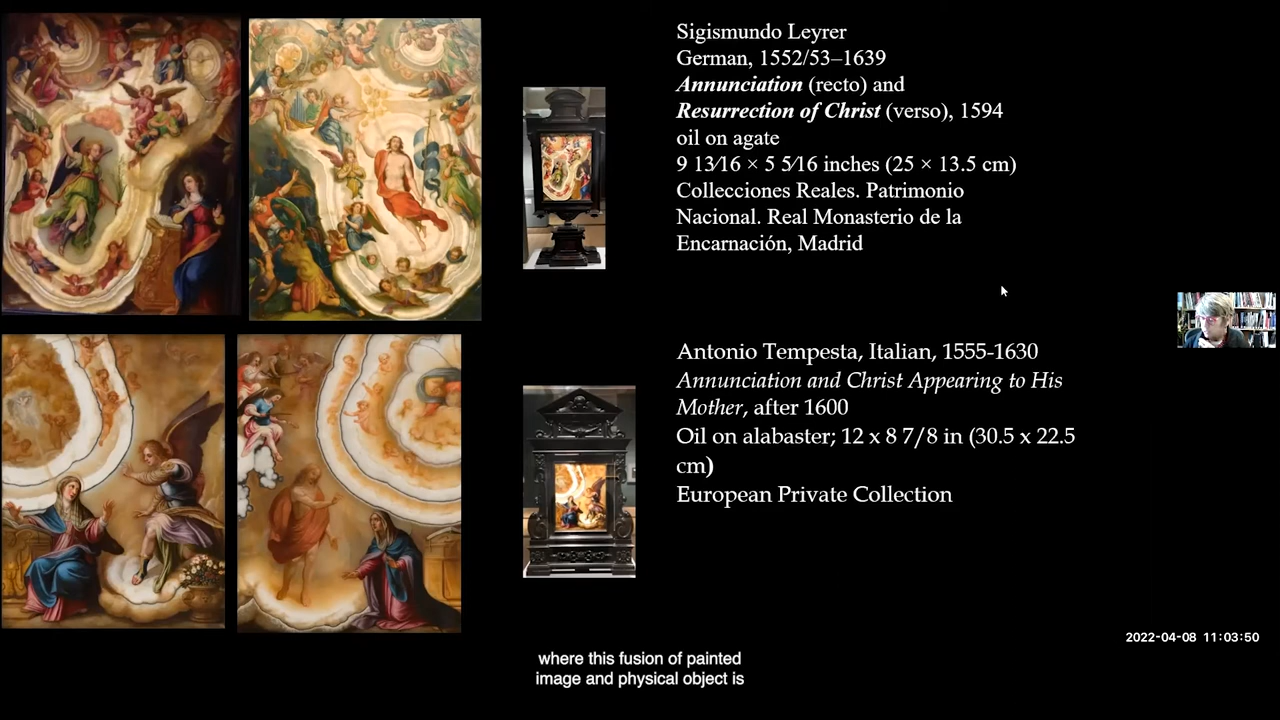 Sigismundo Leyrer
German, 1552/53–1639
Annunciation (recto) and
Resurrection of Christ (verso), 1594
oil on agate
9 13⁄16 × 5 5⁄16 inches (25 × 13.5 cm)
Collecciones Reales. Patrimonio
Nacional. Real Monasterio de la
Encarnación, Madrid
Antonio Tempesta, Italian, 1555-1630
Annunciation and Christ Appearing to His
Mother, after 1600
Oil on alabaster; 12 x 8 7/8 in (30.5 x 22.5
cm)
European Private Collection
2022-04-08 11:03:50
where this fusion of painted
image and physical object is